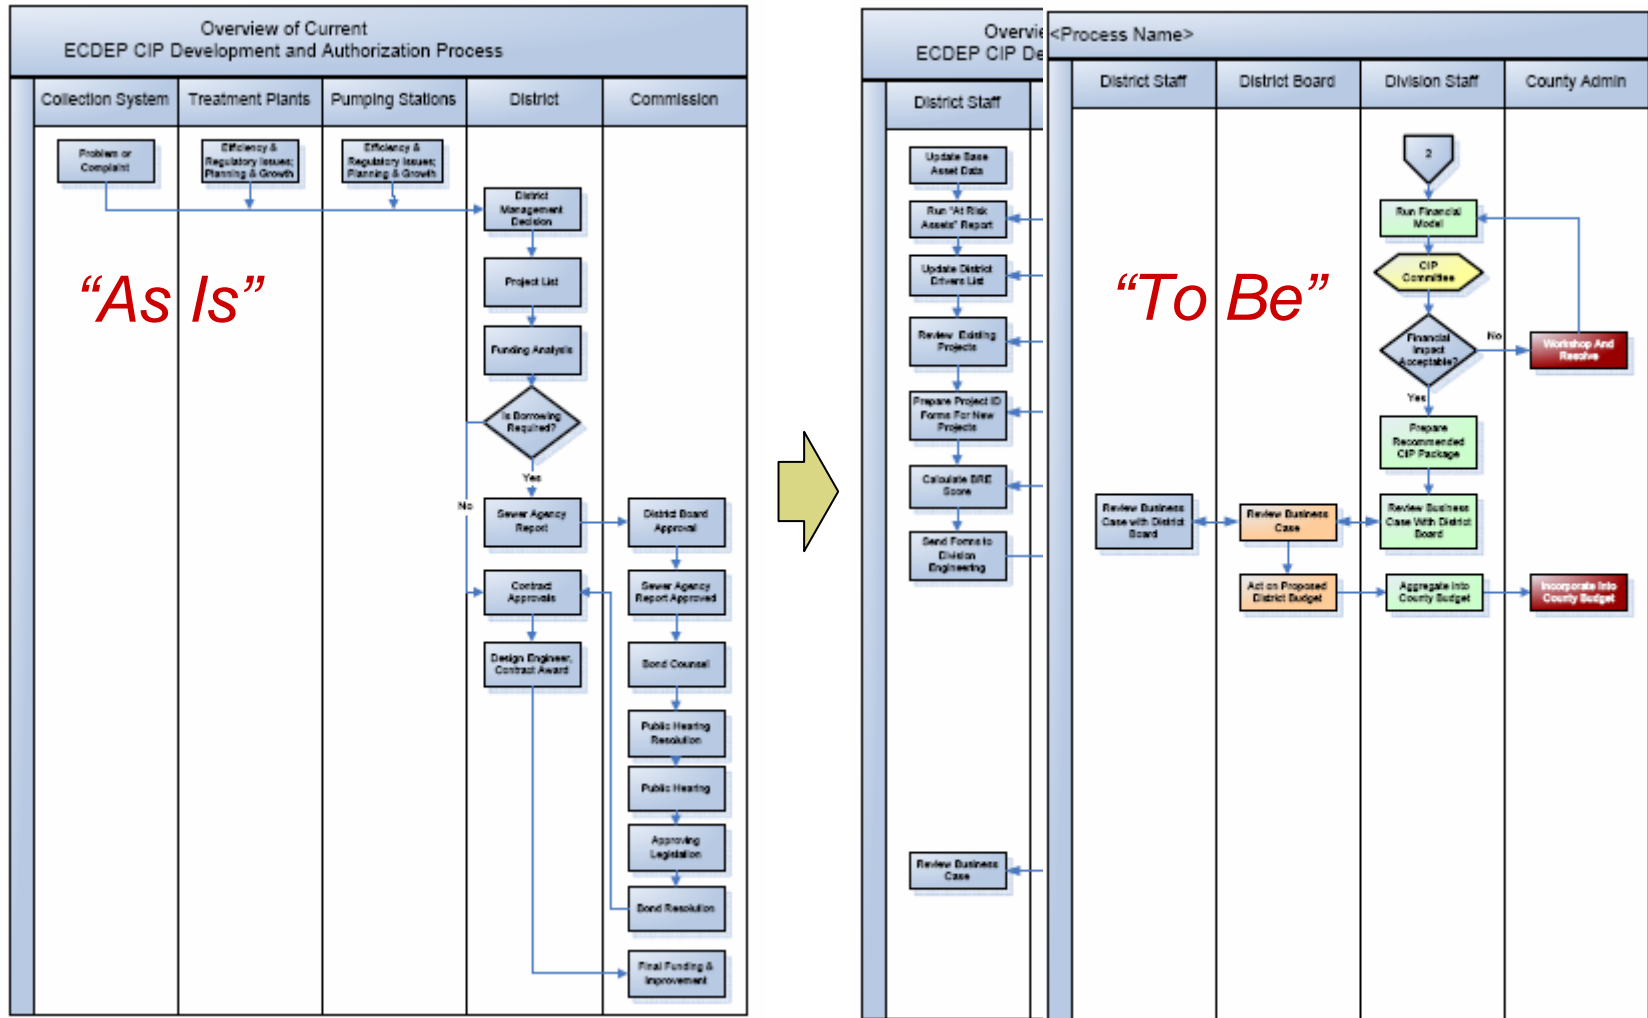 Overview of Current
ECDEP CIP Development and Authorization Process
Collection System
Treatment Plants
Pumping Stations
District
Commission
Problem or
Complaint
Efficiency &
Regulatory Issues;
Planning & Growth
Efficiency &
Regulatory Issues;
Planning & Growth
District
Management
Decision
Project List
Funding Analysis
Is Borrowing
Required?
Yes
No
Sewer Agency
Report
District Board
Approval
Contract
Approvals
Sewer Agency
Report Approved
Design Engineer,
Contract Award
Bond Counsel
Public Hearing
Resolution
Public Hearing
Approving
Legislation
Bond Resolution
Final Funding &
Improvement
“As Is”
Overvie
ECDEP CIP De
District Staff
Update Base
Asset Data
Run "At Risk
Assets" Report
Update District
Drivers List
Review Existing
Projects
Prepare Project ID
Forms For New
Projects
Calculate BRE
Score
Send Forms to
Division
Engineering
Review Business
Case
<Process Name>
District Staff
District Board
Division Staff
County Admin
“To Be”
2
Run Financial
Model
CIP
Committee
Financial
Impact
Acceptable?
No
Workshop And
Resolve
Yes
Prepare
Recommended
CIP Package
Review Business
Case with District
Board
Review Business
Case
Review Business
Case With District
Board
Act on Proposed
District Budget
Aggregate into
County Budget
Incorporate Into
County Budget